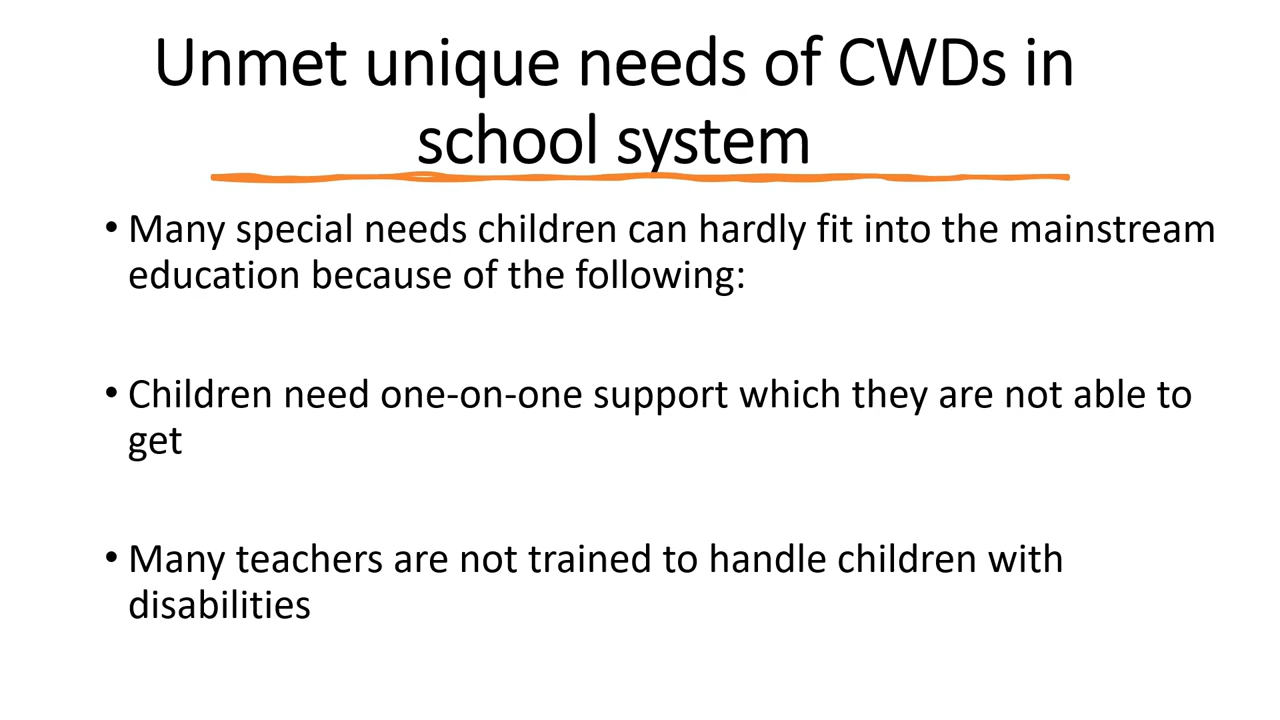 Unmet unique needs of CWDs in
school system
• Many special needs children can hardly fit into the mainstream
education because of the following:
• Children need one-on-one support which they are not able to
get
• Many teachers are not trained to handle children with
disabilities